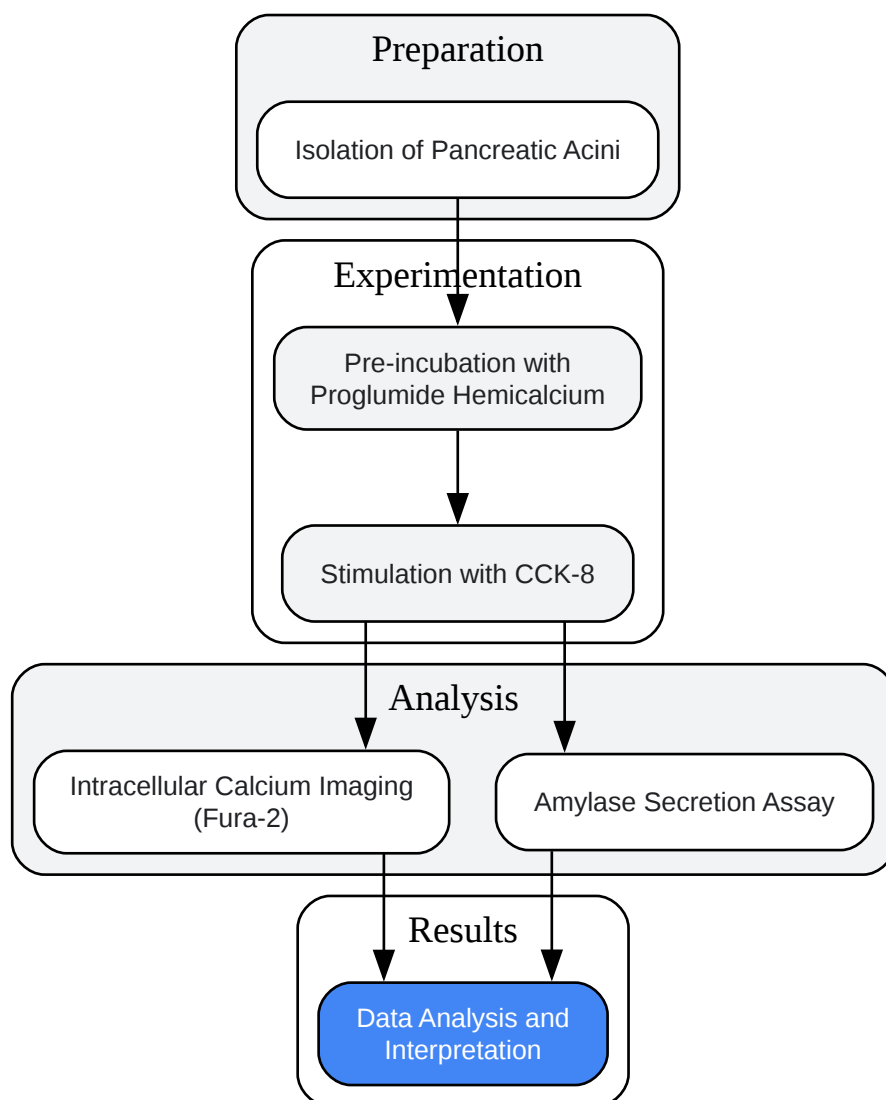 Preparation
Isolation of Pancreatic Acini
Experimentation
Pre-incubation with
Proglumide Hemicalcium
Stimulation with CCK-8
Analysis
Intracellular Calcium Imaging
(Fura-2)
Amylase Secretion Assay
Results
Data Analysis and
Interpretation